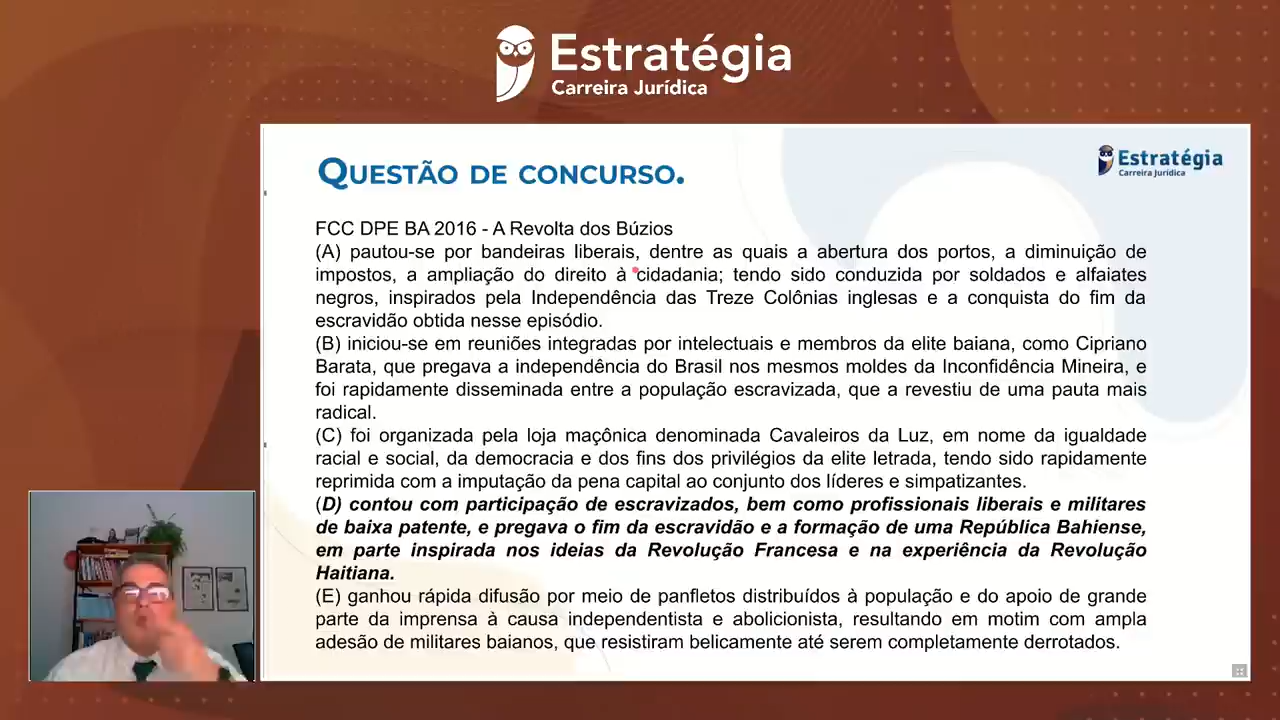 Estratégia
Carreira Jurídica
QUESTÃO DE CONCURSO.
Estratégia
Carreira Jurídica
FCC DPE BA 2016 - A Revolta dos Búzios
(A) pautou-se por bandeiras liberais, dentre as quais a abertura dos portos, a diminuição de
impostos, a ampliação do direito à cidadania; tendo sido conduzida por soldados e alfaiates
negros, inspirados pela Independência das Treze Colônias inglesas e a conquista do fim da
escravidão obtida nesse episódio.
(B) iniciou-se em reuniões integradas por intelectuais e membros da elite baiana, como Cipriano
Barata, que pregava a independência do Brasil nos mesmos moldes da Inconfidência Mineira, e
foi rapidamente disseminada entre a população escravizada, que a revestiu de uma pauta mais
radical.
(C) foi organizada pela loja maçônica denominada Cavaleiros da Luz, em nome da igualdade
racial e social, da democracia e dos fins dos privilégios da elite letrada, tendo sido rapidamente
reprimida com a imputação da pena capital ao conjunto dos líderes e simpatizantes.
(D) contou com participação de escravizados, bem como profissionais liberais e militares
de baixa patente, e pregava o fim da escravidão e a formação de uma República Bahiense,
em parte inspirada nos ideias da Revolução Francesa e na experiência da Revolução
Haitiana.
(E) ganhou rápida difusão por meio de panfletos distribuídos à população e do apoio de grande
parte da imprensa à causa independentista e abolicionista, resultando em motim com ampla
adesão de militares baianos, que resistiram belicamente até serem completamente derrotados.